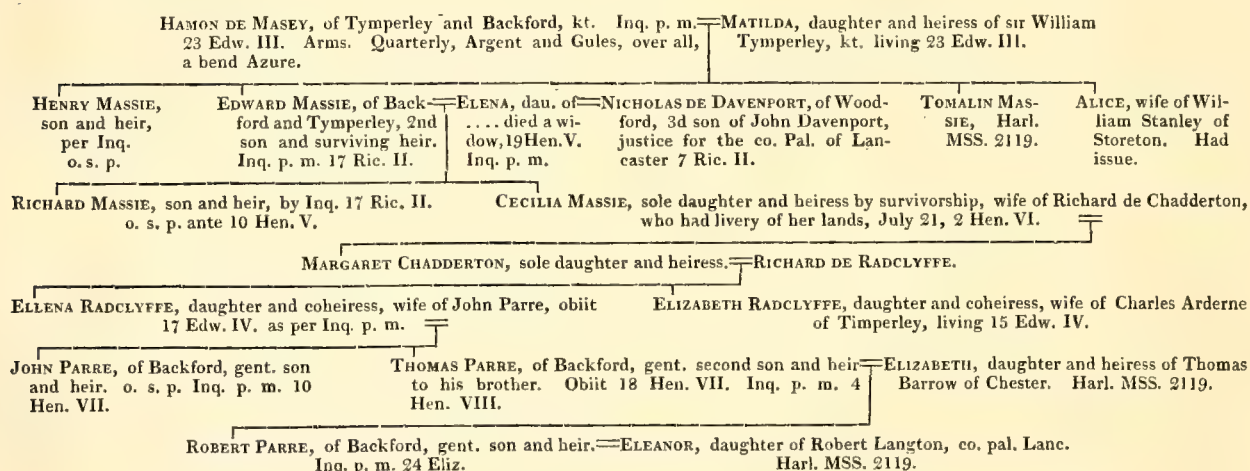 HAMON DE MASEY, of Tymperley and Backford, kt. Inq. p. m.
23 Edw. III. Arms. Quarterly, Argent and Gules, over all,
a bend Azure.
MATILDA, daughter and heiress of sir William
Tymperley, kt. living 23 Edw. III.
HENRY MASSIE,
son and heir,
per Inq.
o. s. p.
EDWARD MASSIE, of Back-
ford and Tymperley, 2nd
son and surviving heir.
Inq. p. m. 17 Ric. II.
ELENA, dau. of
.... died a wi-
dow, 19 Hen. V.
Inq. p. m.
NICHOLAS DE DAVENPORT, of Wood-
ford, 3d son of John Davenport,
justice for the co. Pal. of Lan-
caster 7 Ric. II.
TOMALIN MAS-
SIE, Harl.
MSS. 2119.
ALICE, wife of Wil-
liam Stanley of
Storeton. Had
issue.
RICHARD MASSIE, son and heir, by Inq. 17 Ric. II.
o. s. p. ante 10 Hen. V.
CECILIA MASSIE, sole daughter and heiress by survivorship, wife of Richard de Chadderton,
who had livery of her lands, July 21, 2 Hen. VI.
MARGARET CHADDERTON, sole daughter and heiress.
RICHARD DE RADCLYFFE.
ELLENA RADCLYFFE, daughter and coheiress, wife of John Parre, obiit
17 Edw. IV. as per Inq. p. m.
ELIZABETH RADCLYFFE, daughter and coheiress, wife of Charles Arderne
of Timperley, living 15 Edw. IV.
JOHN PARRE, of Backford, gent. son
and heir. o. s. p. Inq. p. m. 10
Hen. VII.
THOMAS PARRE, of Backford, gent. second son and heir
to his brother. Obiit 18 Hen. VII. Inq. p. m. 4
Hen. VIII.
ELIZABETH, daughter and heiress of Thomas
Barrow of Chester. Harl. MSS. 2119.
ROBERT PARRE, of Backford, gent. son and heir.
Inq. p. m. 24 Eliz.
ELEANOR, daughter of Robert Langton, co. pal. Lanc.
Harl. MSS. 2119.